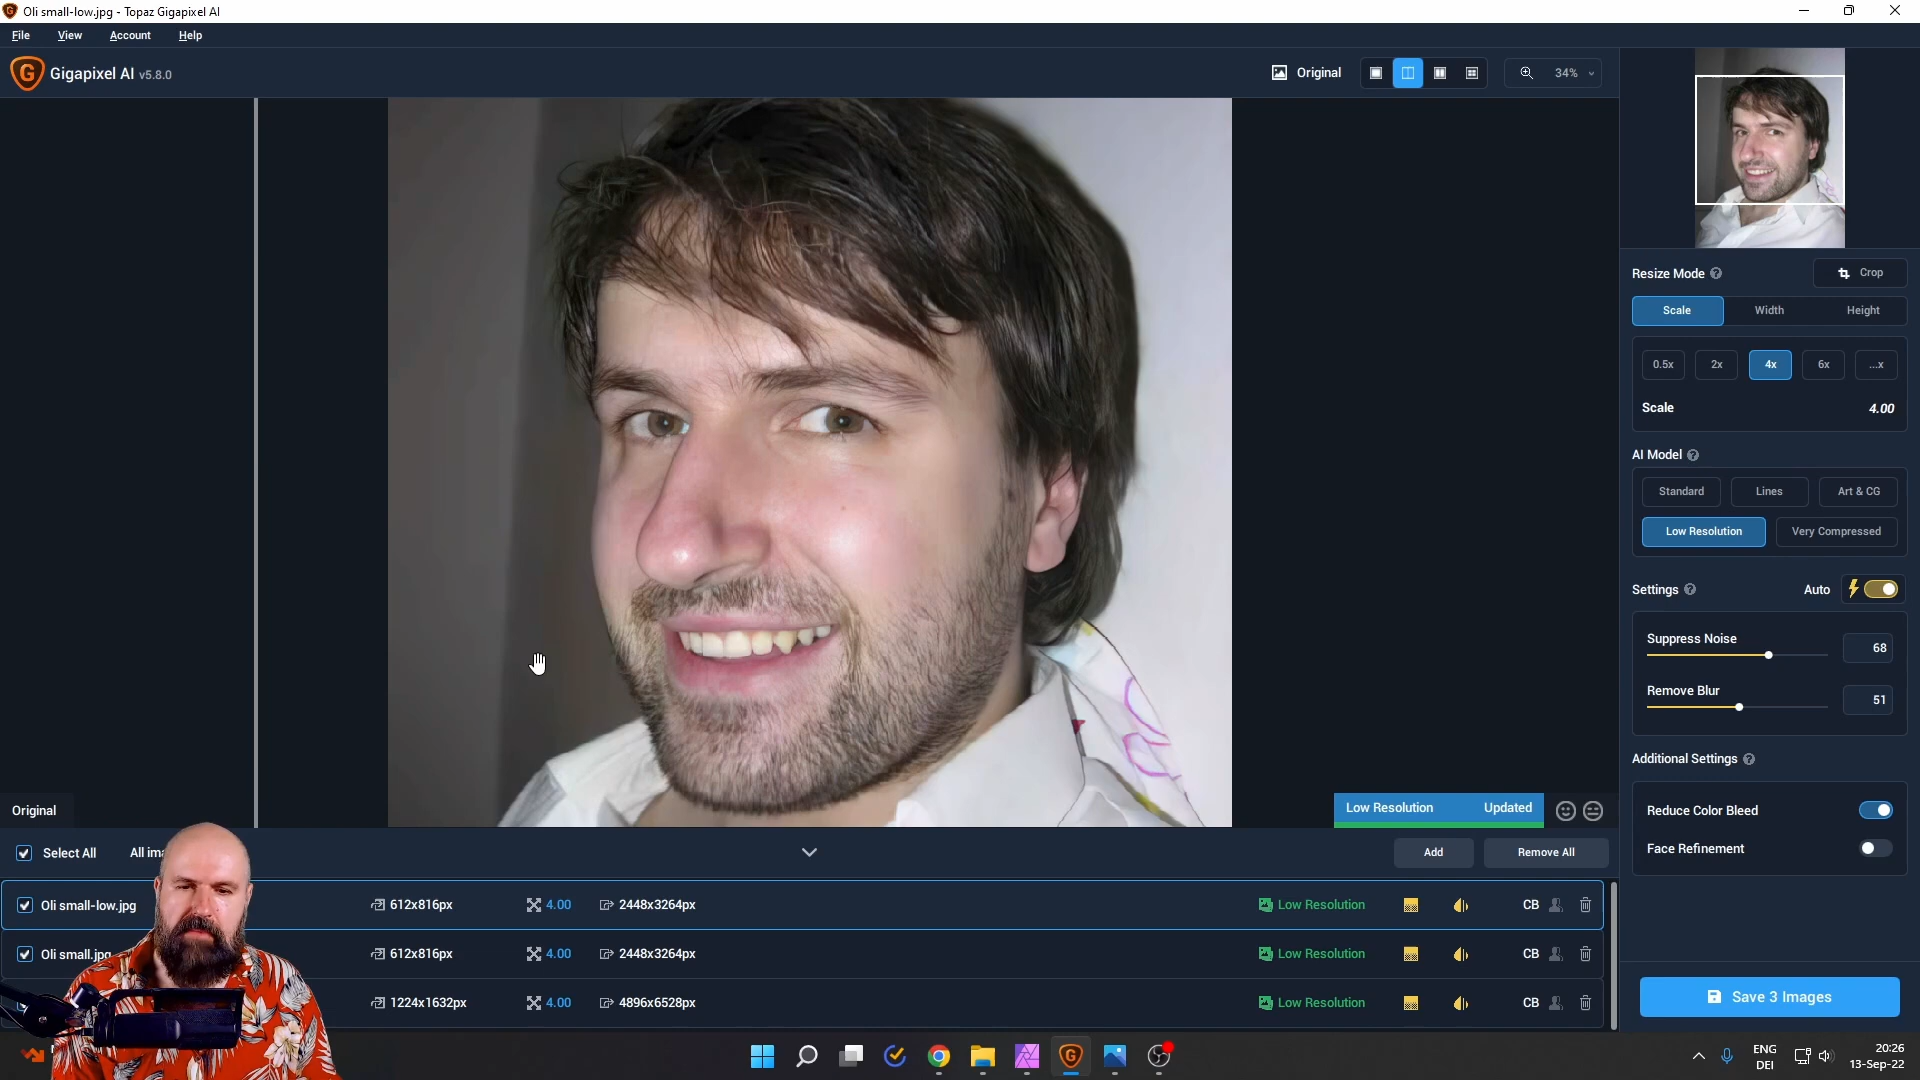 Oli small-low.jpg - Topaz Gigapixel AI
File View Account Help
Gigapixel AI v5.8.0
Original
34%
Resize Mode
Crop
Scale Width Height
0.5x 2x 4x 6x ...x
Scale 4.00
AI Model
Standard Lines Art & CG
Low Resolution Very Compressed
Settings Auto
Suppress Noise 68
Remove Blur 51
Additional Settings
Reduce Color Bleed
Face Refinement
Original
Low Resolution Updated
Select All All
Add Remove All
Oli small-low.jpg 612x816px 4.00 2448x3264px Low Resolution CB
Oli small.jpg 612x816px 4.00 2448x3264px Low Resolution CB
1224x1632px 4.00 4896x6528px Low Resolution CB
Save 3 Images
ENG
DEI
20:26
13-Sep-22